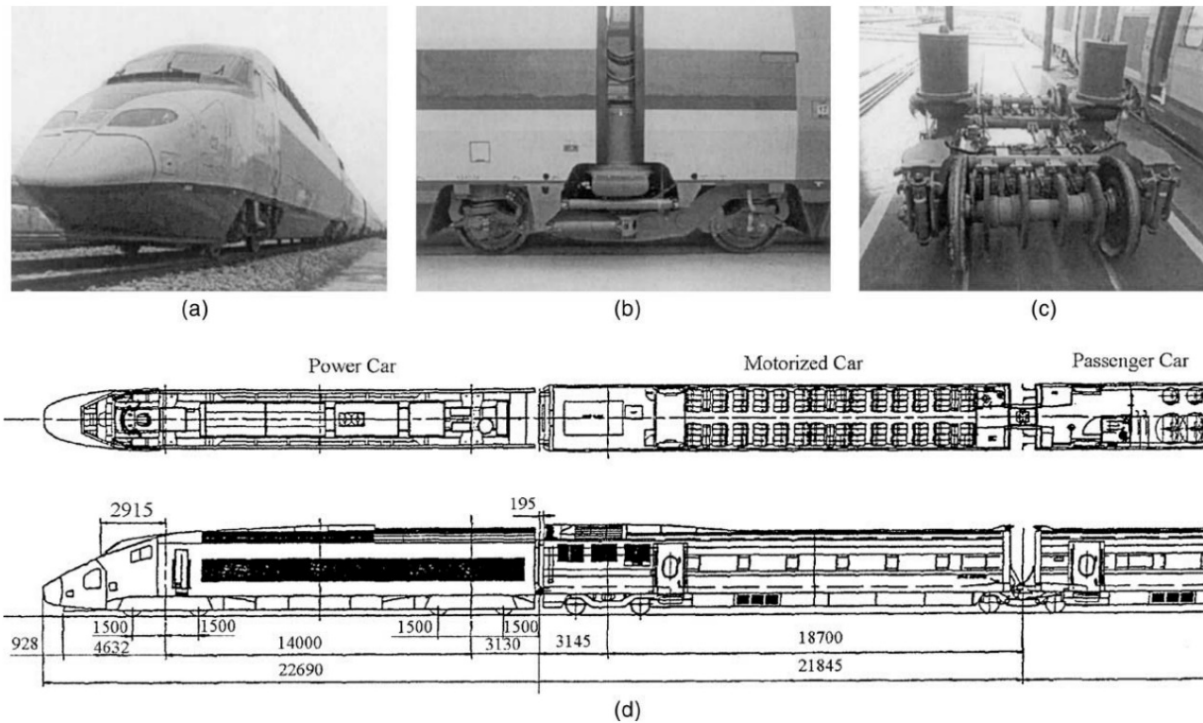 (a)
(b)
(c)
Power Car
Motorized Car
Passenger Car
2915
195
1500
1500
1500
1500
928
4632
14000
3130
3145
18700
22690
21845
(d)